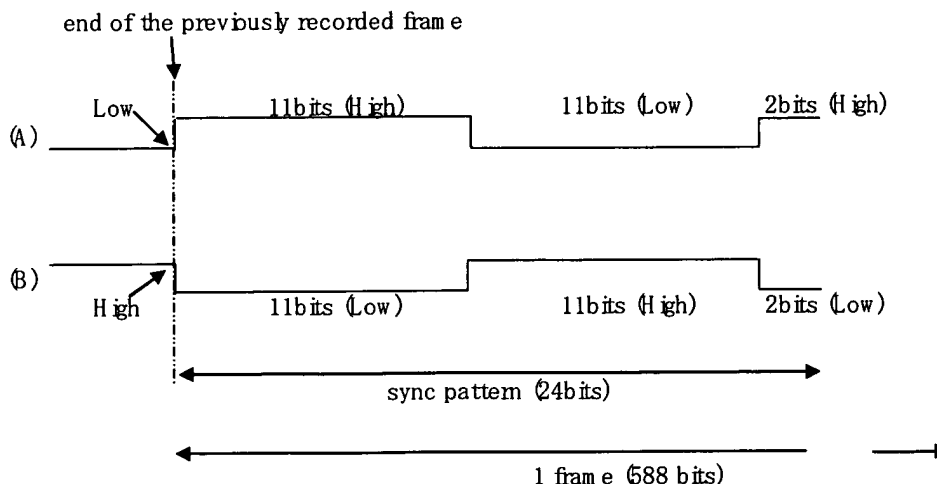 end of the previously recorded frame
Low
11bits (High)
11bits (Low)
2bits (High)
(A)
(B)
High
11bits (Low)
11bits (High)
2bits (Low)
sync pattern (24bits)
1 frame (588 bits)